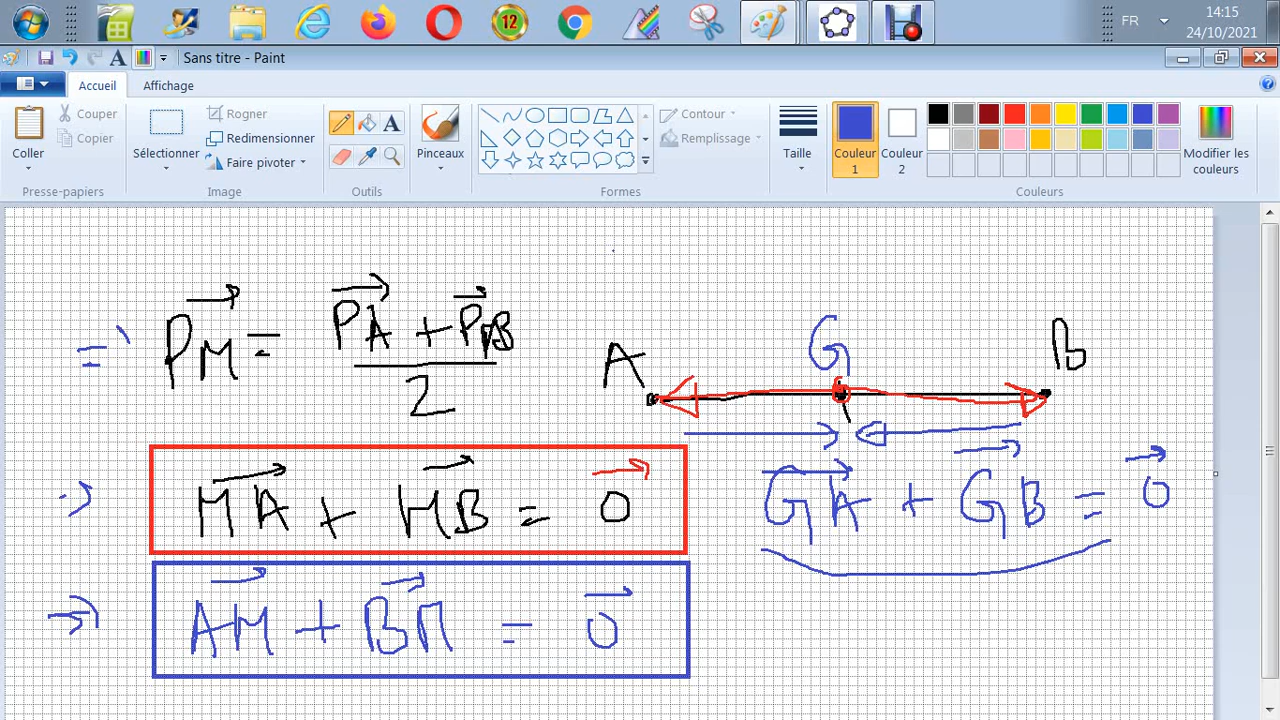 12
FR
14:15
24/10/2021
Sans titre - Paint
Accueil
Affichage
Coller
Couper
Copier
Presse-papiers
Sélectionner
Rogner
Redimensionner
Faire pivoter
Image
A
Outils
Pinceaux
Contour
Remplissage
Formes
Taille
Couleur 1
Couleur 2
Modifier les couleurs
Couleurs
PM = (PA + PB) / 2
A
G
B
MA + MB = 0
GA + GB = 0
AM + BM = 0